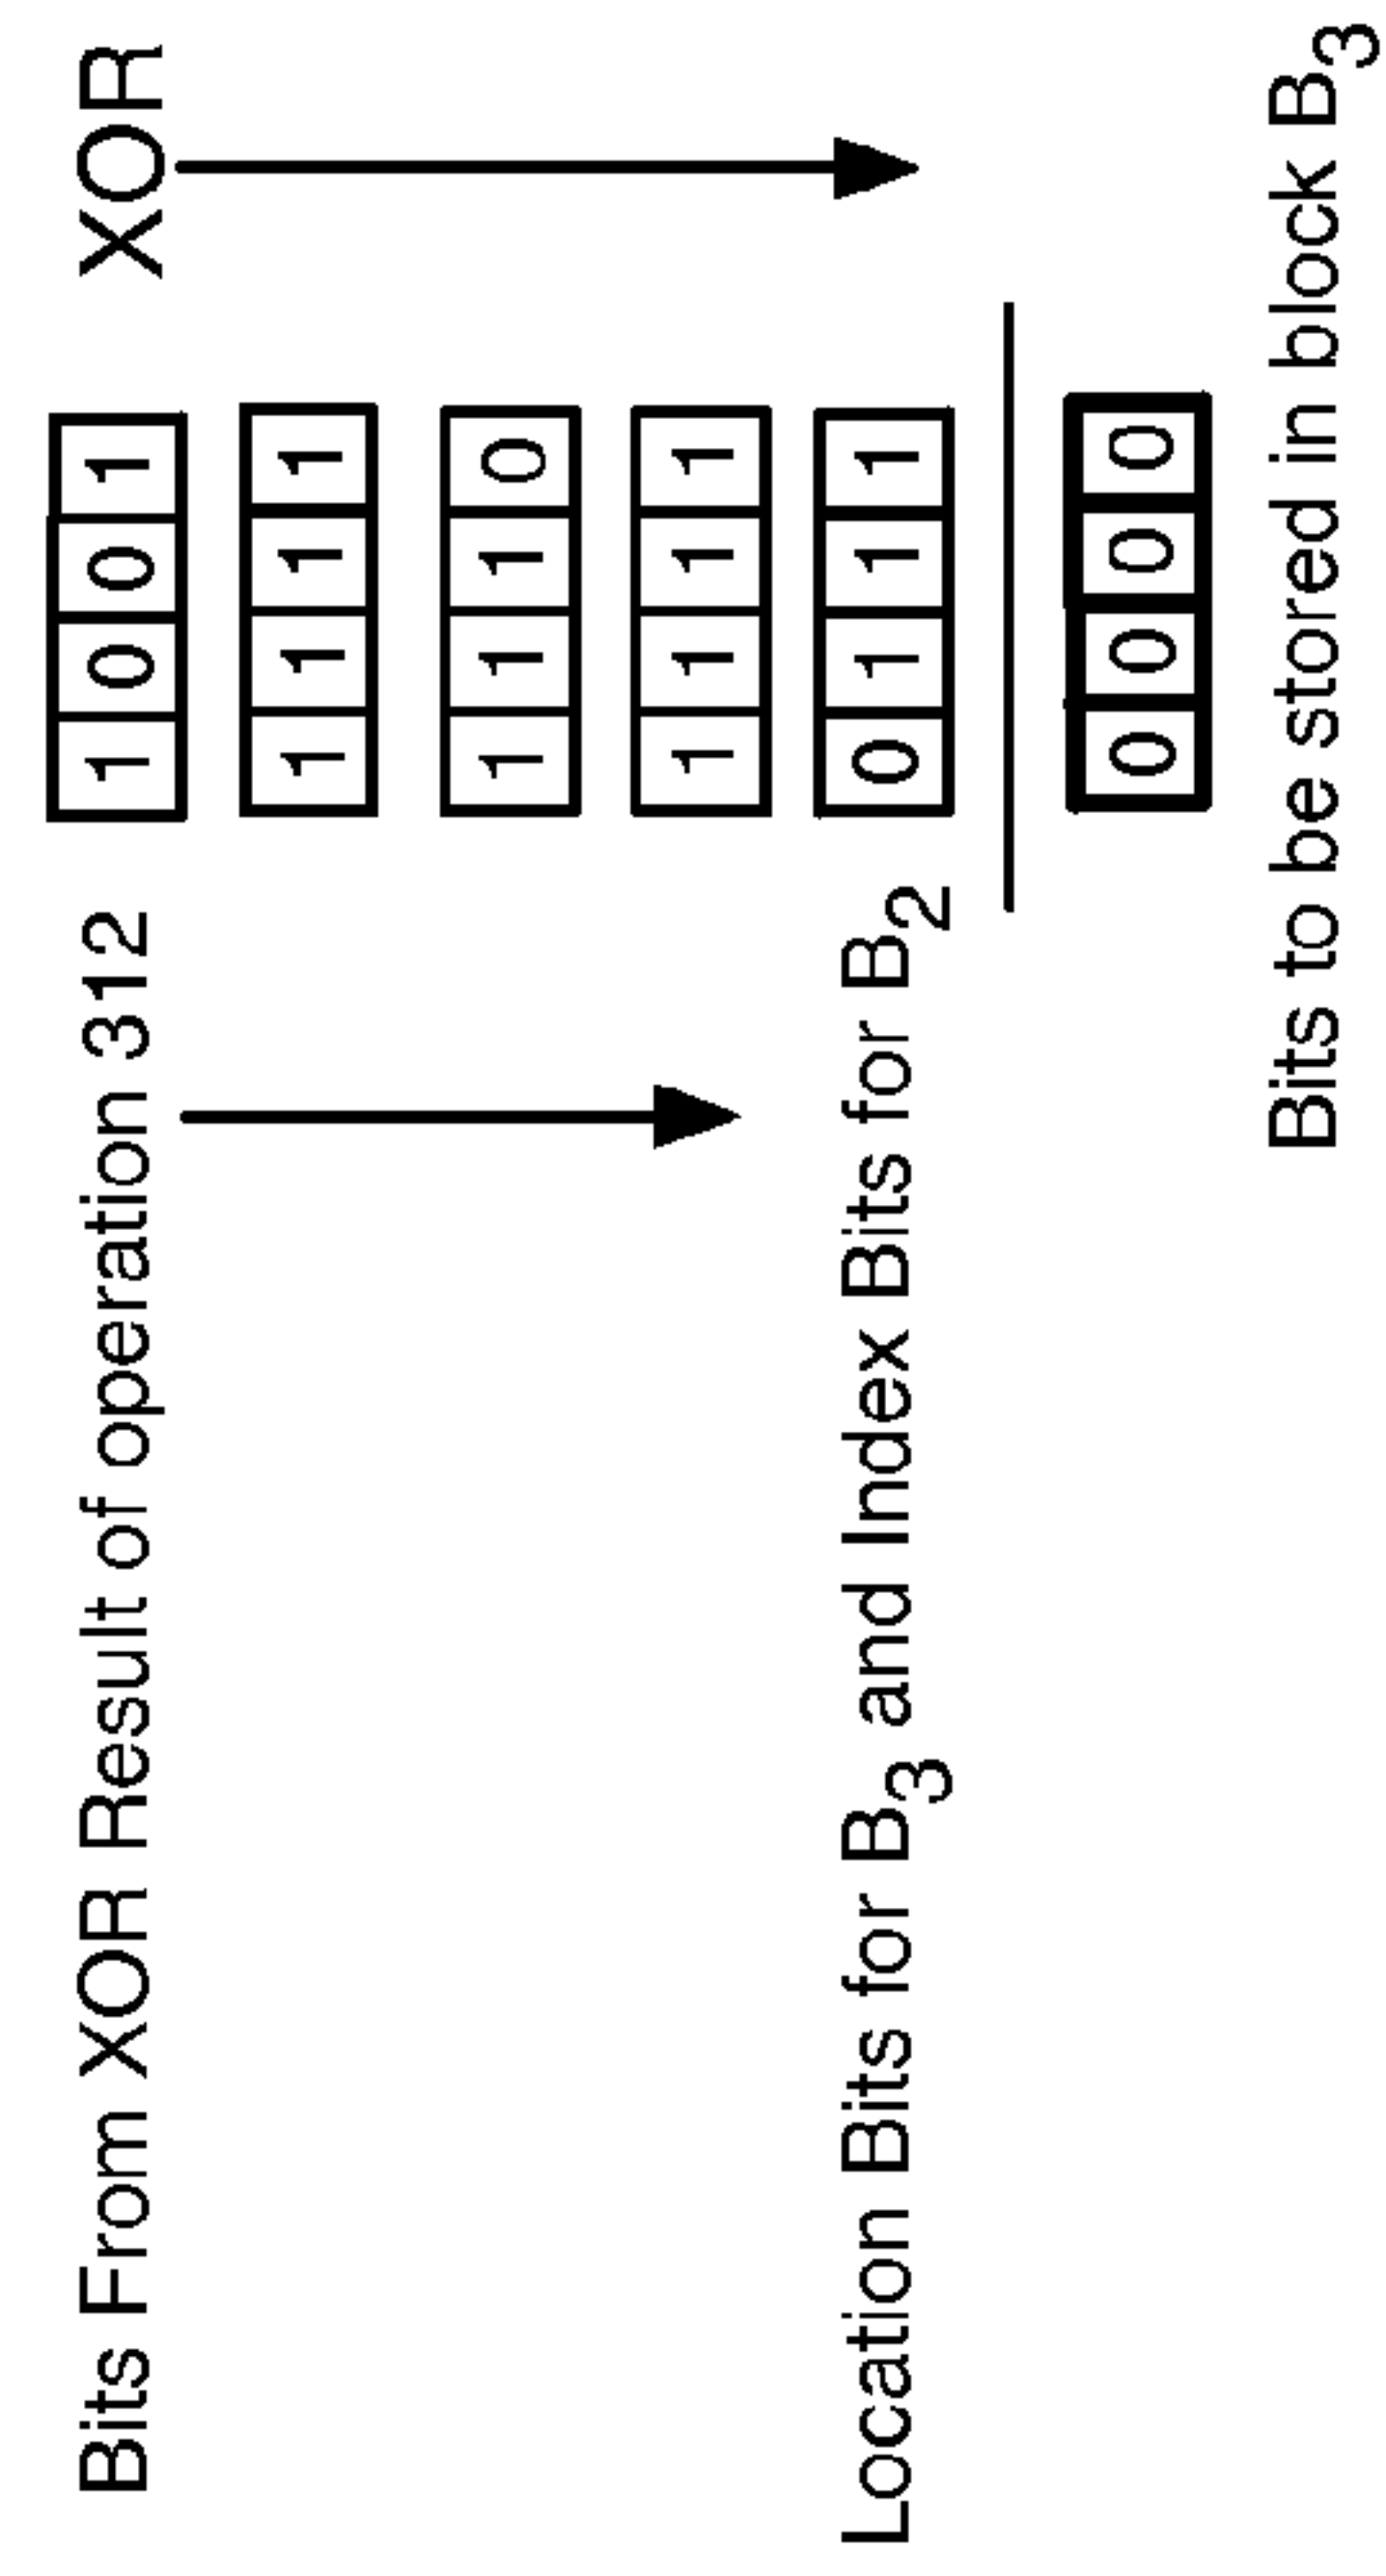 Bits From XOR Result of operation 312 1 0 0 1 XOR
1 1 1 1
1 1 1 0
1 1 1 1
Location Bits for B3 and Index Bits for B2 0 1 1 1
0 0 0 0
Bits to be stored in block B3